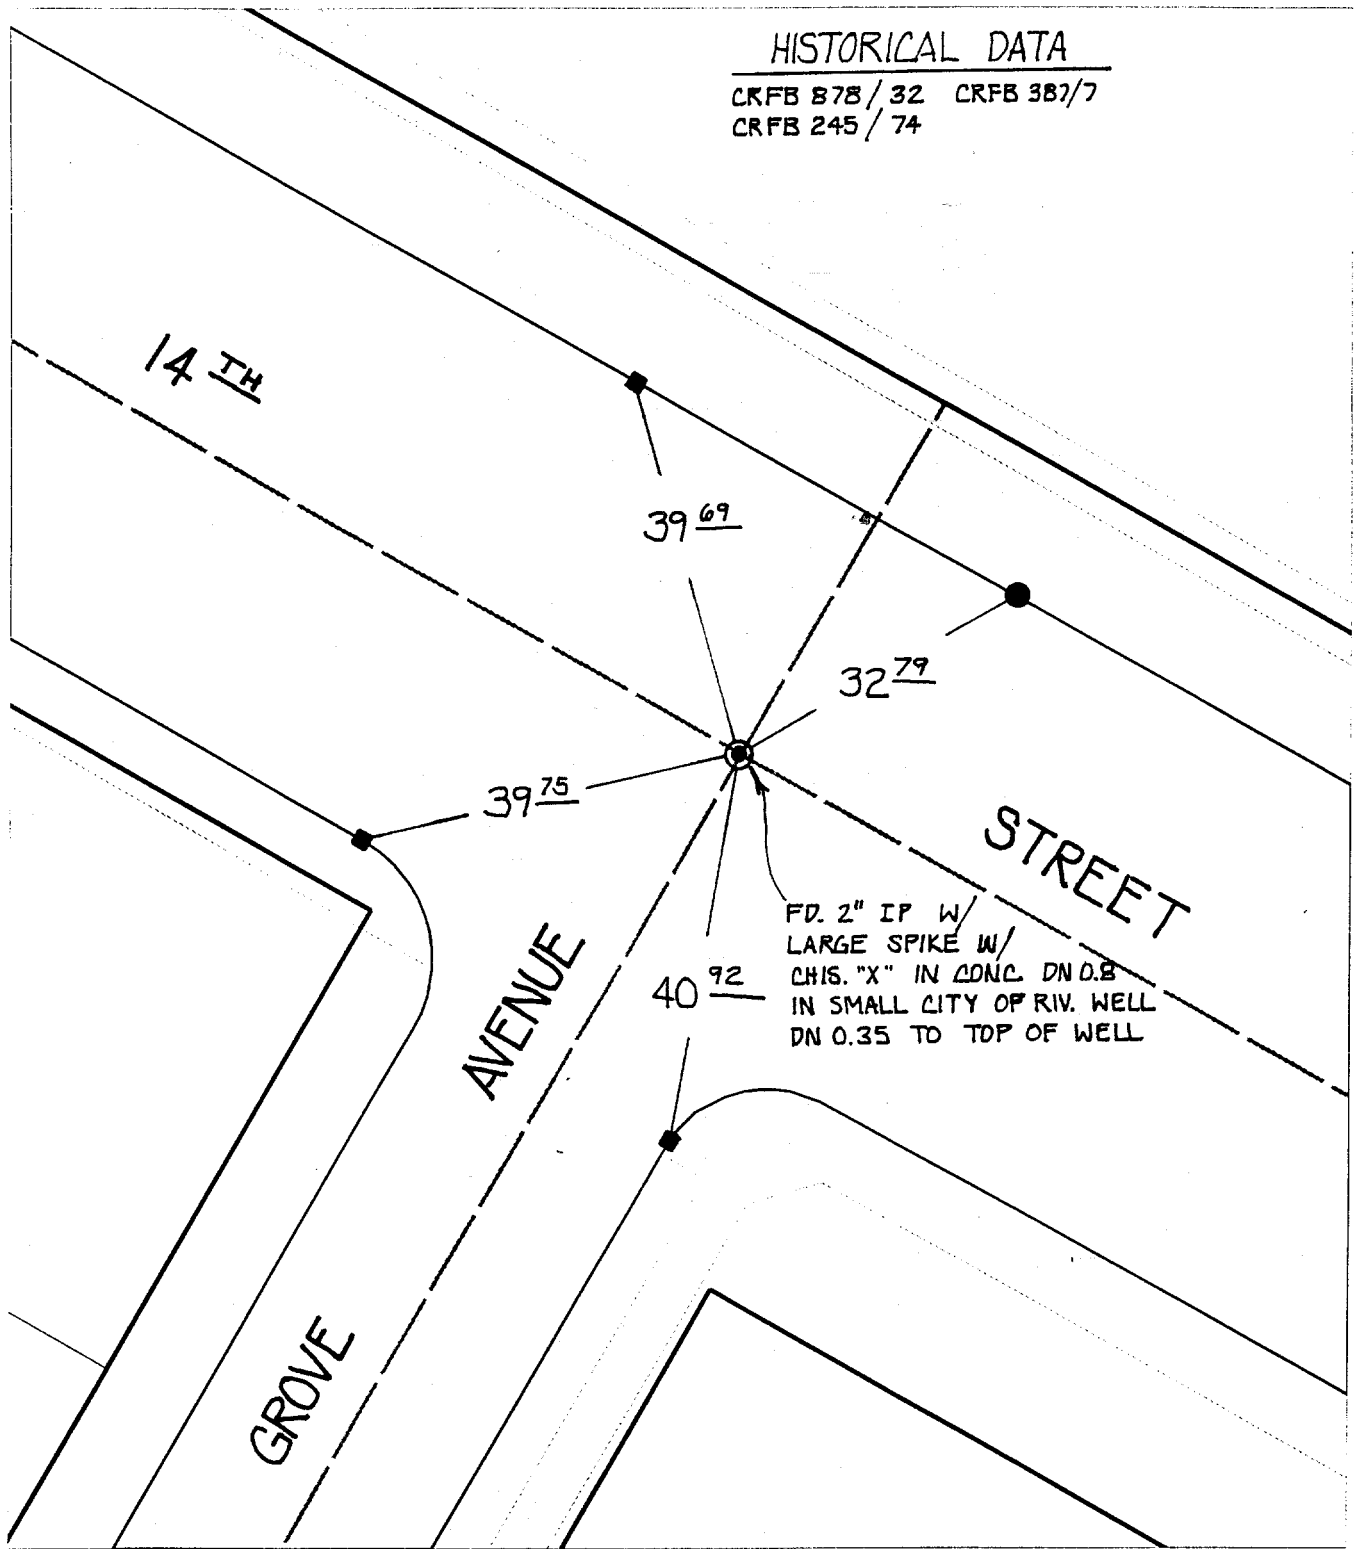 HISTORICAL DATA
CRFB 878/32 CRFB 387/7
CRFB 245/74
14 TH
39 69
32 79
39 75
STREET
FD. 2" IP W/
LARGE SPIKE W/
CHIS. "X" IN CONC. DN 0.8
IN SMALL CITY OF RIV. WELL
DN 0.35 TO TOP OF WELL
40 92
AVENUE
GROVE